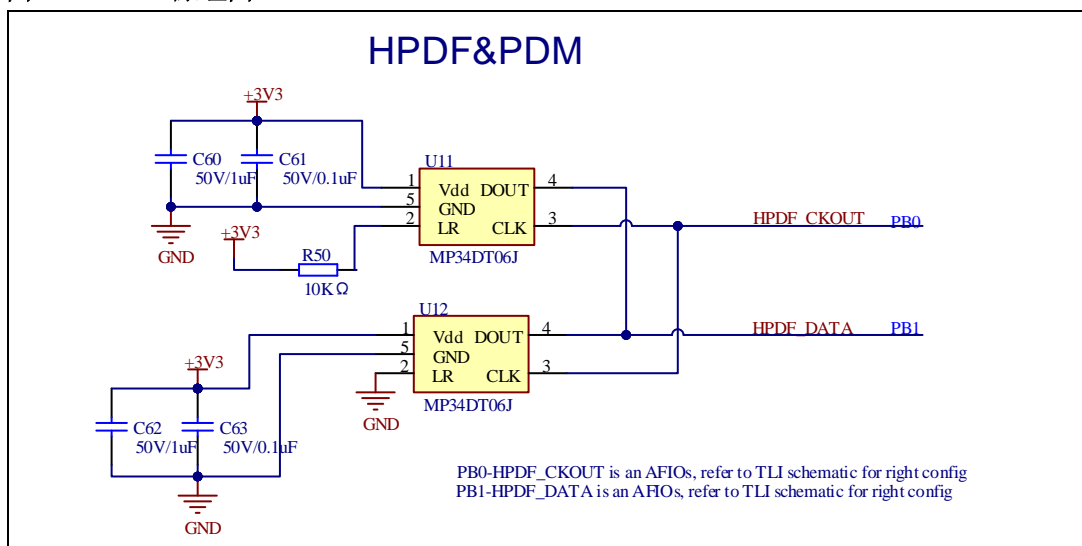 HPDF&PDM
+3V3
C60
50V/1uF
C61
50V/0.1uF
GND
+3V3
R50
10KΩ
U11
1 Vdd DOUT 4
5 GND
2 LR CLK 3
MP34DT06J
HPDF_CKOUT PB0
U12
1 Vdd DOUT 4
5 GND
2 LR CLK 3
MP34DT06J
GND
HPDF_DATA PB1
+3V3
C62
50V/1uF
C63
50V/0.1uF
GND
PB0-HPDF_CKOUT is an AFIOs, refer to TLI schematic for right config
PB1-HPDF_DATA is an AFIOs, refer to TLI schematic for right config